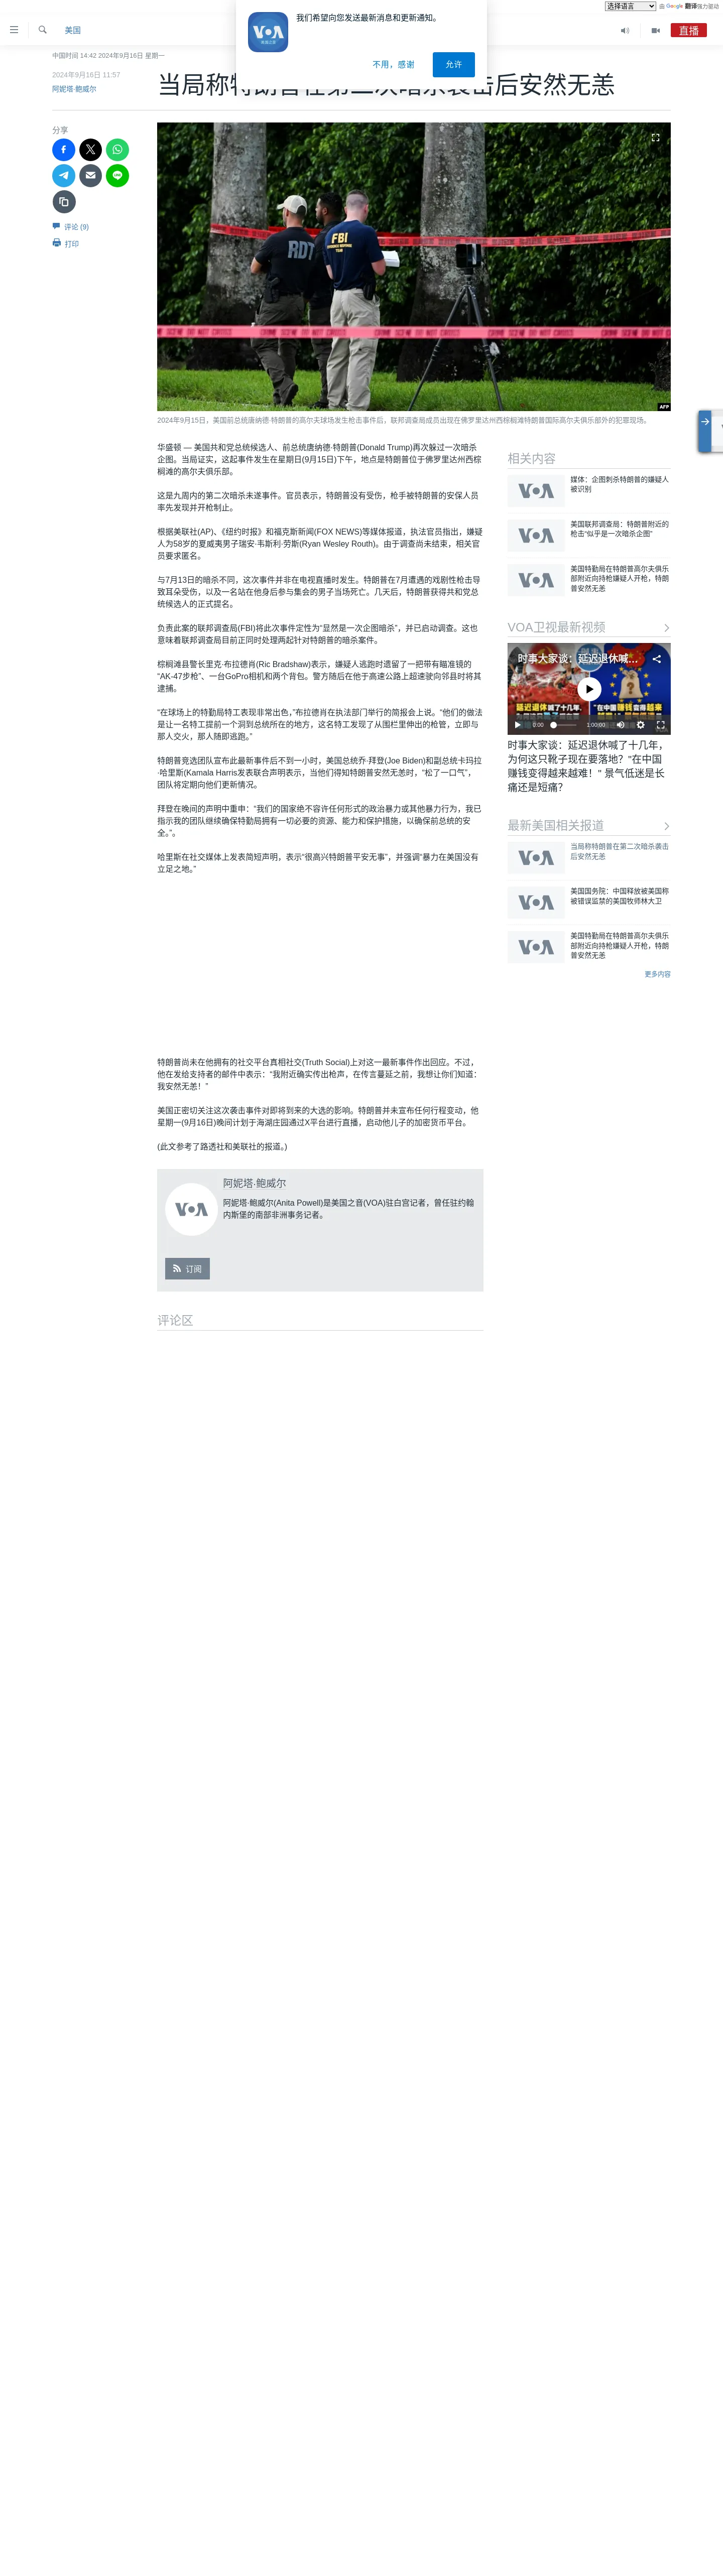 选择语言 由 Google 翻译强力驱动
美国
直播
我们希望向您发送最新消息和更新通知。
不用，感谢
允许
中国时间 14:42 2024年9月16日 星期一
2024年9月16日 11:57
阿妮塔·鲍威尔
分享
评论 (9)
打印
RDT
FBI
AFP
2024年9月15日，美国前总统唐纳德·特朗普的高尔夫球场发生枪击事件后，联邦调查局成员出现在佛罗里达州西棕榈滩特朗普国际高尔夫俱乐部外的犯罪现场。
华盛顿 — 美国共和党总统候选人、前总统唐纳德·特朗普(Donald Trump)再次躲过一次暗杀
企图。当局证实，这起事件发生在星期日(9月15日)下午，地点是特朗普位于佛罗里达州西棕
榈滩的高尔夫俱乐部。
这是九周内的第二次暗杀未遂事件。官员表示，特朗普没有受伤，枪手被特朗普的安保人员
率先发现并开枪制止。
根据美联社(AP)、《纽约时报》和福克斯新闻(FOX NEWS)等媒体报道，执法官员指出，嫌疑
人为58岁的夏威夷男子瑞安·韦斯利·劳斯(Ryan Wesley Routh)。由于调查尚未结束，相关官
员要求匿名。
与7月13日的暗杀不同，这次事件并非在电视直播时发生。特朗普在7月遭遇的戏剧性枪击导
致耳朵受伤，以及一名站在他身后参与集会的男子当场死亡。几天后，特朗普获得共和党总
统候选人的正式提名。
负责此案的联邦调查局(FBI)将此次事件定性为“显然是一次企图暗杀”，并已启动调查。这也
意味着联邦调查局目前正同时处理两起针对特朗普的暗杀案件。
棕榈滩县警长里克·布拉德肖(Ric Bradshaw)表示，嫌疑人逃跑时遗留了一把带有瞄准镜的
“AK-47步枪”、一台GoPro相机和两个背包。警方随后在他于高速公路上超速驶向邻县时将其
逮捕。
“在球场上的特勤局特工表现非常出色，”布拉德肖在执法部门举行的简报会上说。“他们的做法
是让一名特工提前一个洞到总统所在的地方，这名特工发现了从围栏里伸出的枪管，立即与
那人交火，那人随即逃跑。”
特朗普竞选团队宣布此最新事件后不到一小时，美国总统乔·拜登(Joe Biden)和副总统卡玛拉
·哈里斯(Kamala Harris发表联合声明表示，当他们得知特朗普安然无恙时，“松了一口气”，
团队将定期向他们更新情况。
拜登在晚间的声明中重申：“我们的国家绝不容许任何形式的政治暴力或其他暴力行为，我已
指示我的团队继续确保特勤局拥有一切必要的资源、能力和保护措施，以确保前总统的安
全。”。
哈里斯在社交媒体上发表简短声明，表示“很高兴特朗普平安无事”，并强调“暴力在美国没有
立足之地。”
特朗普尚未在他拥有的社交平台真相社交(Truth Social)上对这一最新事件作出回应。不过，
他在发给支持者的邮件中表示：“我附近确实传出枪声，在传言蔓延之前，我想让你们知道：
我安然无恙！”
美国正密切关注这次袭击事件对即将到来的大选的影响。特朗普并未宣布任何行程变动，他
星期一(9月16日)晚间计划于海湖庄园通过X平台进行直播，启动他儿子的加密货币平台。
(此文参考了路透社和美联社的报道。)
阿妮塔·鲍威尔
阿妮塔·鲍威尔(Anita Powell)是美国之音(VOA)驻白宫记者，曾任驻约翰
内斯堡的南部非洲事务记者。
订阅
评论区
相关内容
媒体：企图刺杀特朗普的嫌疑人
被识别
美国联邦调查局：特朗普附近的
枪击“似乎是一次暗杀企图”
美国特勤局在特朗普高尔夫俱乐
部附近向持枪嫌疑人开枪，特朗
普安然无恙
VOA卫视最新视频
时事大家谈：延迟退休喊...
0:00 1:00:00
时事大家谈：延迟退休喊了十几年，
为何这只靴子现在要落地？“在中国
赚钱变得越来越难！” 景气低迷是长
痛还是短痛？
最新美国相关报道
当局称特朗普在第二次暗杀袭击
后安然无恙
美国国务院：中国释放被美国称
被错误监禁的美国牧师林大卫
美国特勤局在特朗普高尔夫俱乐
部附近向持枪嫌疑人开枪，特朗
普安然无恙
更多内容